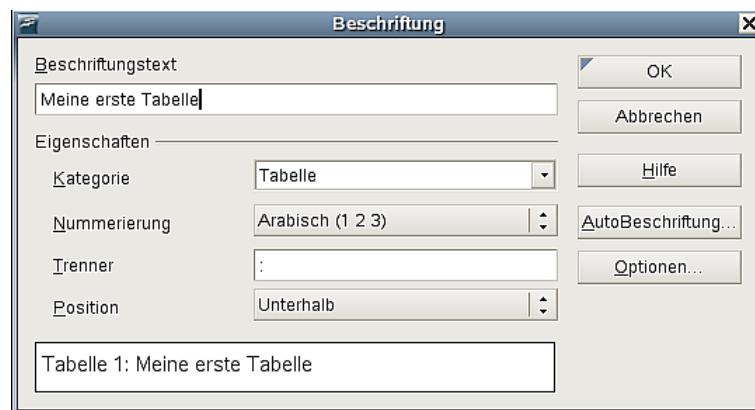 Beschriftung
Beschriftungstext
Meine erste Tabelle
Eigenschaften
Kategorie
Tabelle
Nummerierung
Arabisch (1 2 3)
Trenner
:
Position
Unterhalb
Tabelle 1: Meine erste Tabelle
OK
Abbrechen
Hilfe
AutoBeschriftung...
Optionen...